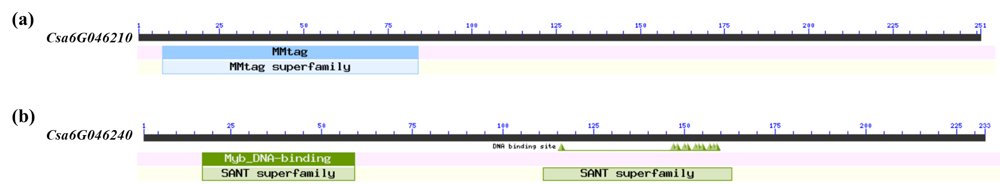 (a)
1 25 50 75 100 125 150 175 200 225 251
Csa6G046210
MMtag
MMtag superfamily
(b)
1 25 50 75 100 125 150 175 200 225 233
Csa6G046240
DNA binding site
Myb_DNA-binding
SANT superfamily SANT superfamily